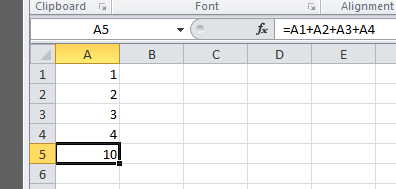 Clipboard Font Alignment
A5 fx =A1+A2+A3+A4
A B C D E
1 1
2 2
3 3
4 4
5 10